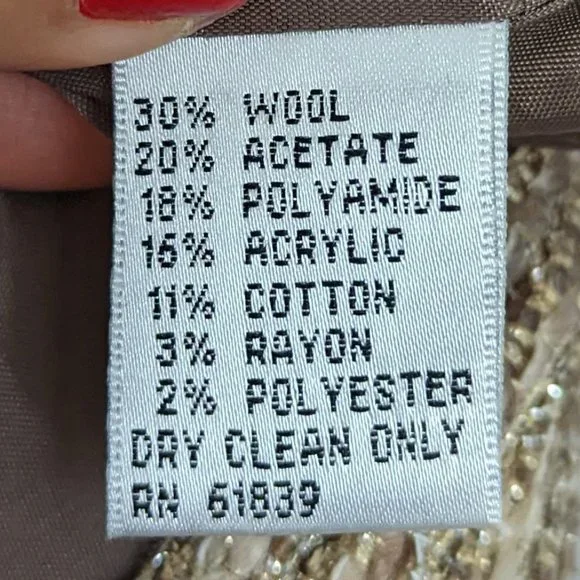 30% WOOL
20% ACETATE
18% POLYAMIDE
16% ACRYLIC
11% COTTON
3% RAYON
2% POLYESTER
DRY CLEAN ONLY
RN 61839